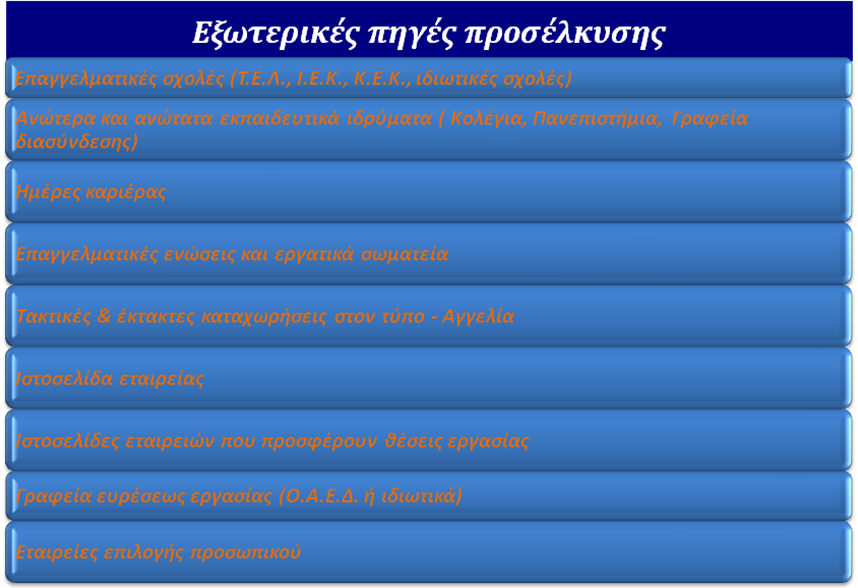 Εξωτερικές πηγές προσέλκυσης
Επαγγελματικές σχολές (Τ.Ε.Λ., Ι.Ε.Κ., Κ.Ε.Κ., ιδιωτικές σχολές)
Ανώτερα και ανώτατα εκπαιδευτικά ιδρύματα ( Κολέγια, Πανεπιστήμια, Γραφεία
διασύνδεσης)
Ημέρες καριέρας
Επαγγελματικές ενώσεις και εργατικά σωματεία
Τακτικές & έκτακτες καταχωρήσεις στον τύπο - Αγγελία
Ιστοσελίδα εταιρείας
Ιστοσελίδες εταιρειών που προσφέρουν θέσεις εργασίας
Γραφεία ευρέσεως εργασίας (Ο.Α.Ε.Δ. ή ιδιωτικά)
Εταιρείες επιλογής προσωπικού